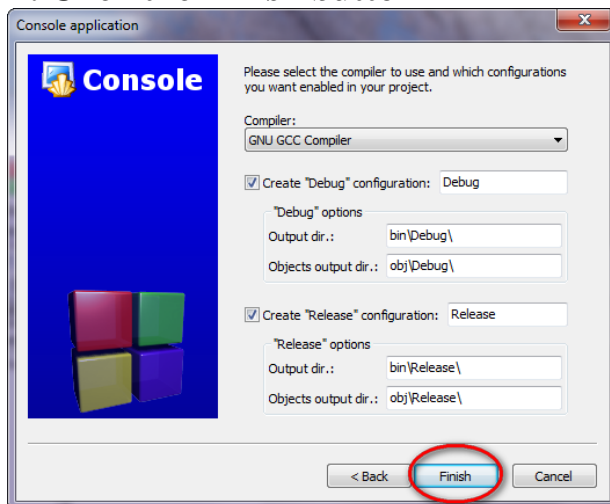 Console application
Console
Please select the compiler to use and which configurations
you want enabled in your project.
Compiler:
GNU GCC Compiler
Create "Debug" configuration: Debug
"Debug" options
Output dir.: bin\Debug\
Objects output dir.: obj\Debug\
Create "Release" configuration: Release
"Release" options
Output dir.: bin\Release\
Objects output dir.: obj\Release\
< Back Finish Cancel